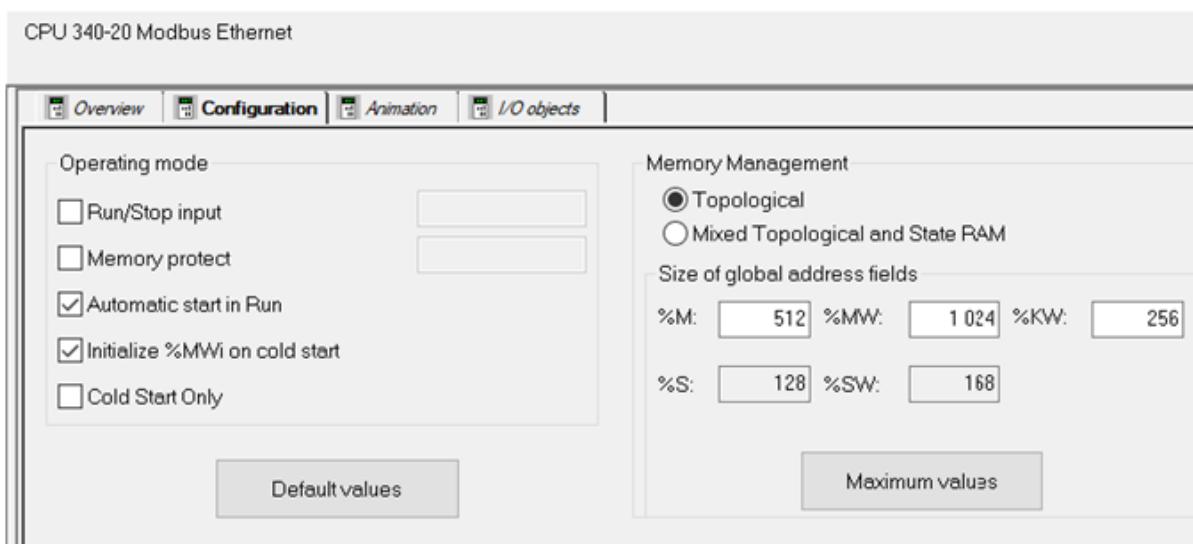 CPU 340-20 Modbus Ethernet
Overview Configuration Animation I/O objects
Operating mode
Run/Stop input
Memory protect
Automatic start in Run
Initialize %MWi on cold start
Cold Start Only
Default values
Memory Management
Topological
Mixed Topological and State RAM
Size of global address fields
%M: 512 %MW: 1 024 %KW: 256
%S: 128 %SW: 168
Maximum values